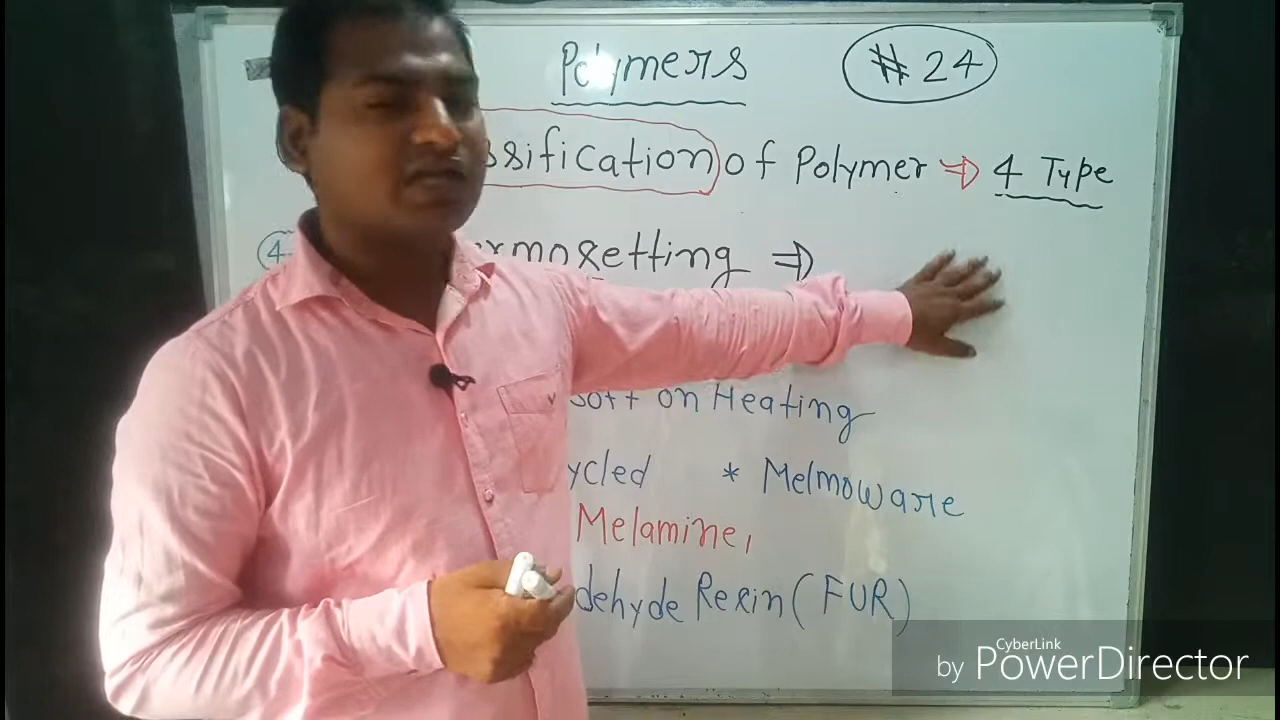 Polymers #24
ssification of Polymer ⇒ 4 Type
4 rmosetting ⇒
soft on Heating
ycled * Melmoware
Melamine,
dehyde Resin (FUR)
CyberLink
by PowerDirector